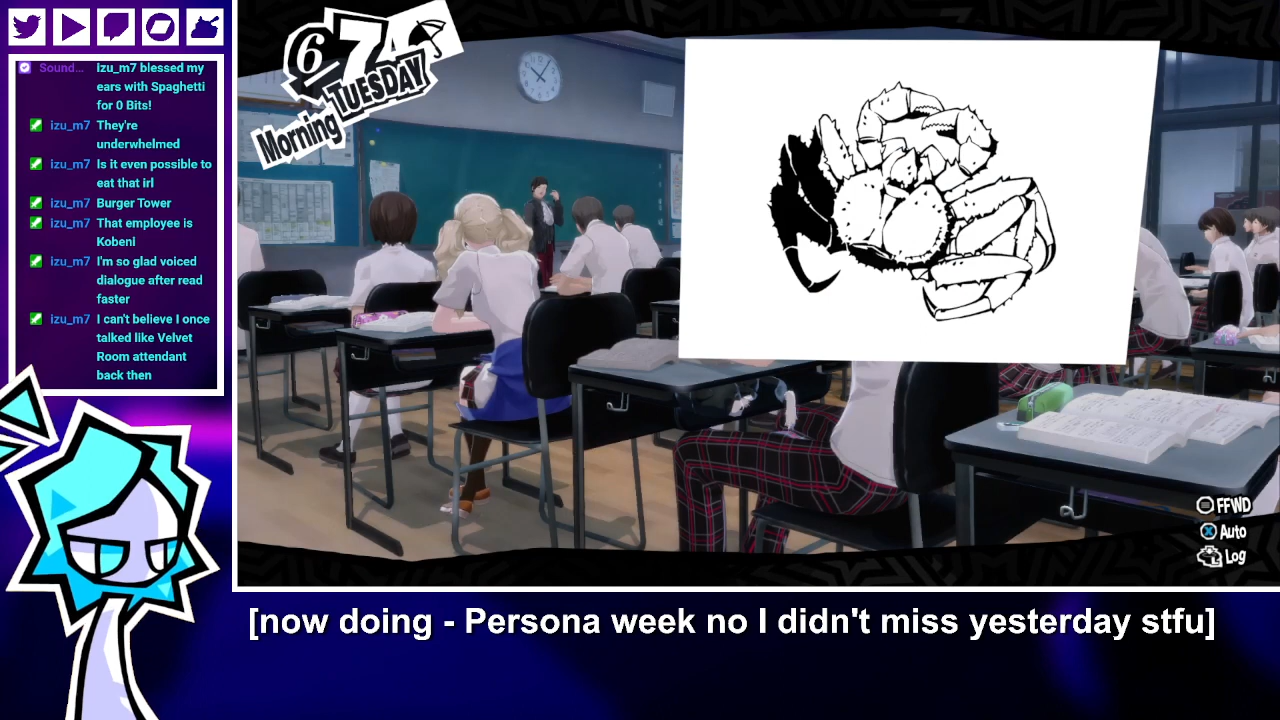 Sound... Izu_m7 blessed my
ears with Spaghetti
for 0 Bits!
izu_m7 They're
underwhelmed
izu_m7 Is it even possible to
eat that irl
izu_m7 Burger Tower
izu_m7 That employee is
Kobeni
izu_m7 I'm so glad voiced
dialogue after read
faster
izu_m7 I can't believe I once
talked like Velvet
Room attendant
back then
6/7
TUESDAY
Morning
FFWD
Auto
Log
[now doing - Persona week no I didn't miss yesterday stfu]